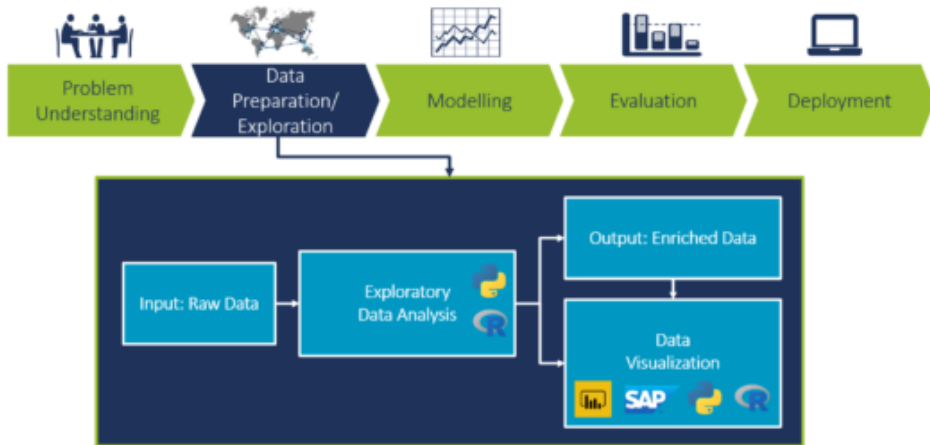 Problem
Understanding
Data
Preparation/
Exploration
Modelling
Evaluation
Deployment
Input: Raw Data
Exploratory
Data Analysis
R
Output: Enriched Data
Data
Visualization
SAP
R